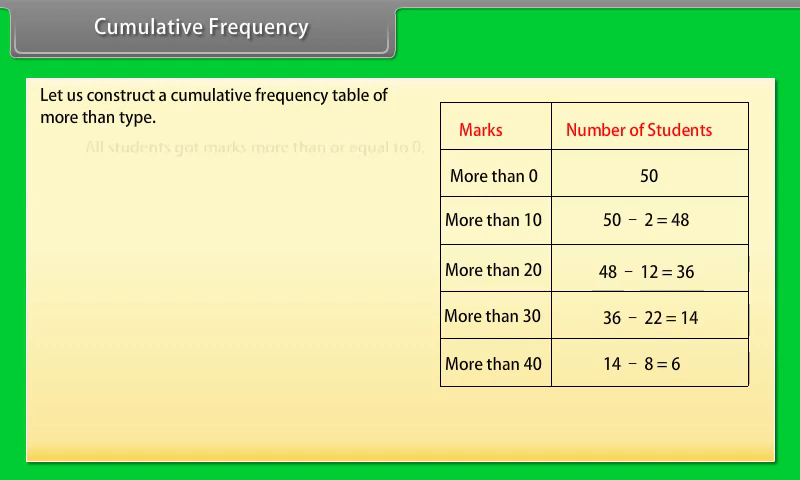 Cumulative Frequency
Let us construct a cumulative frequency table of
more than type.
All students got marks more than or equal to 0,
Marks Number of Students
More than 0 50
More than 10 50 − 2 = 48
More than 20 48 − 12 = 36
More than 30 36 − 22 = 14
More than 40 14 − 8 = 6